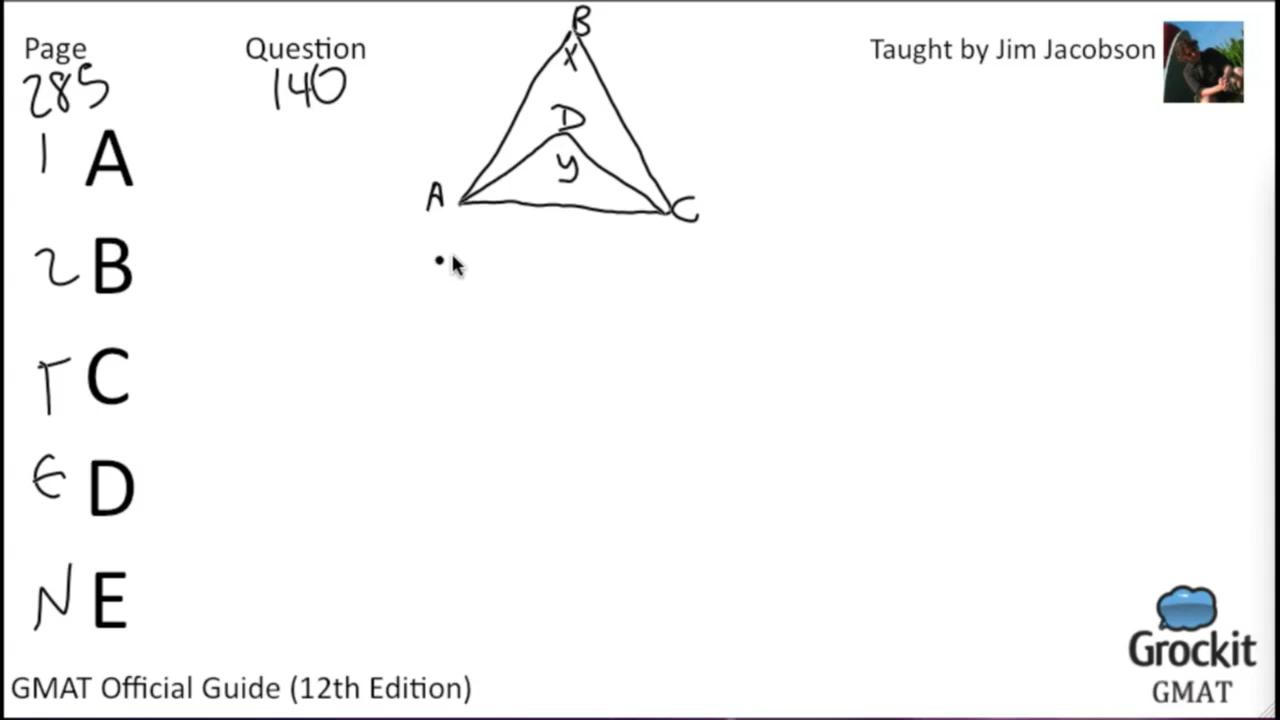 Page
285
Question
140
Taught by Jim Jacobson
B
X
D
y
A
C
1 A
2 B
T C
E D
N E
GMAT Official Guide (12th Edition)
Grockit
GMAT